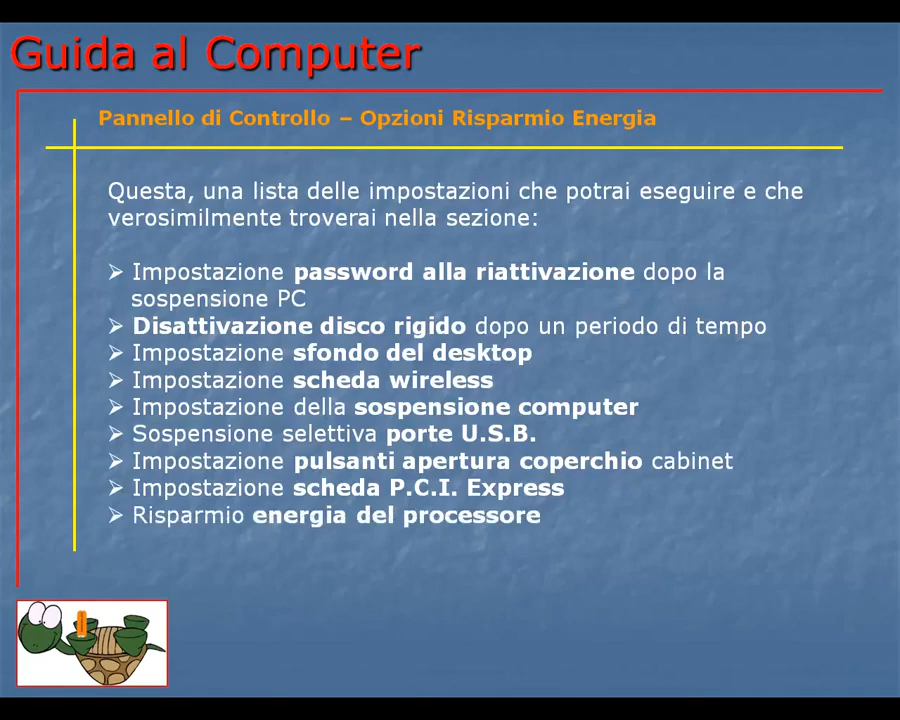 Guida al Computer
Pannello di Controllo – Opzioni Risparmio Energia
Questa, una lista delle impostazioni che potrai eseguire e che
verosimilmente troverai nella sezione:
➢ Impostazione password alla riattivazione dopo la
sospensione PC
➢ Disattivazione disco rigido dopo un periodo di tempo
➢ Impostazione sfondo del desktop
➢ Impostazione scheda wireless
➢ Impostazione della sospensione computer
➢ Sospensione selettiva porte U.S.B.
➢ Impostazione pulsanti apertura coperchio cabinet
➢ Impostazione scheda P.C.I. Express
➢ Risparmio energia del processore